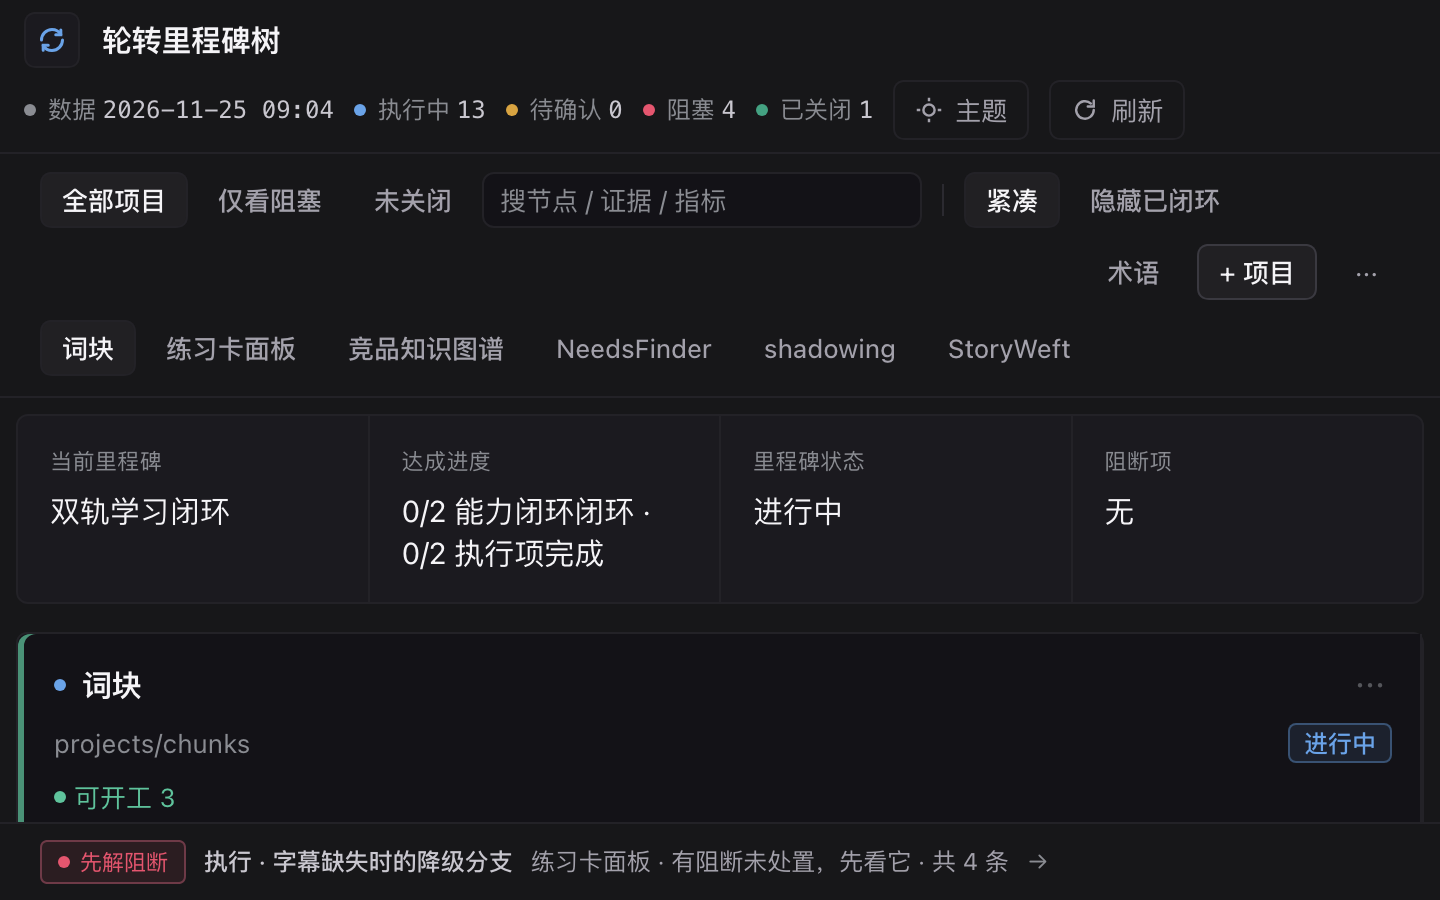 轮转里程碑树
数据 2026-11-25 09:04 执行中 13 待确认 0 阻塞 4 已关闭 1 主题 刷新
全部项目 仅看阻塞 未关闭 搜节点 / 证据 / 指标 紧凑 隐藏已闭环
术语 + 项目 ···
词块 练习卡面板 竞品知识图谱 NeedsFinder shadowing StoryWeft
当前里程碑 达成进度 里程碑状态 阻断项
双轨学习闭环 0/2 能力闭环闭环 · 进行中 无
0/2 执行项完成
词块 ···
projects/chunks 进行中
可开工 3
先解阻断 执行 · 字幕缺失时的降级分支 练习卡面板 · 有阻断未处置，先看它 · 共 4 条 →